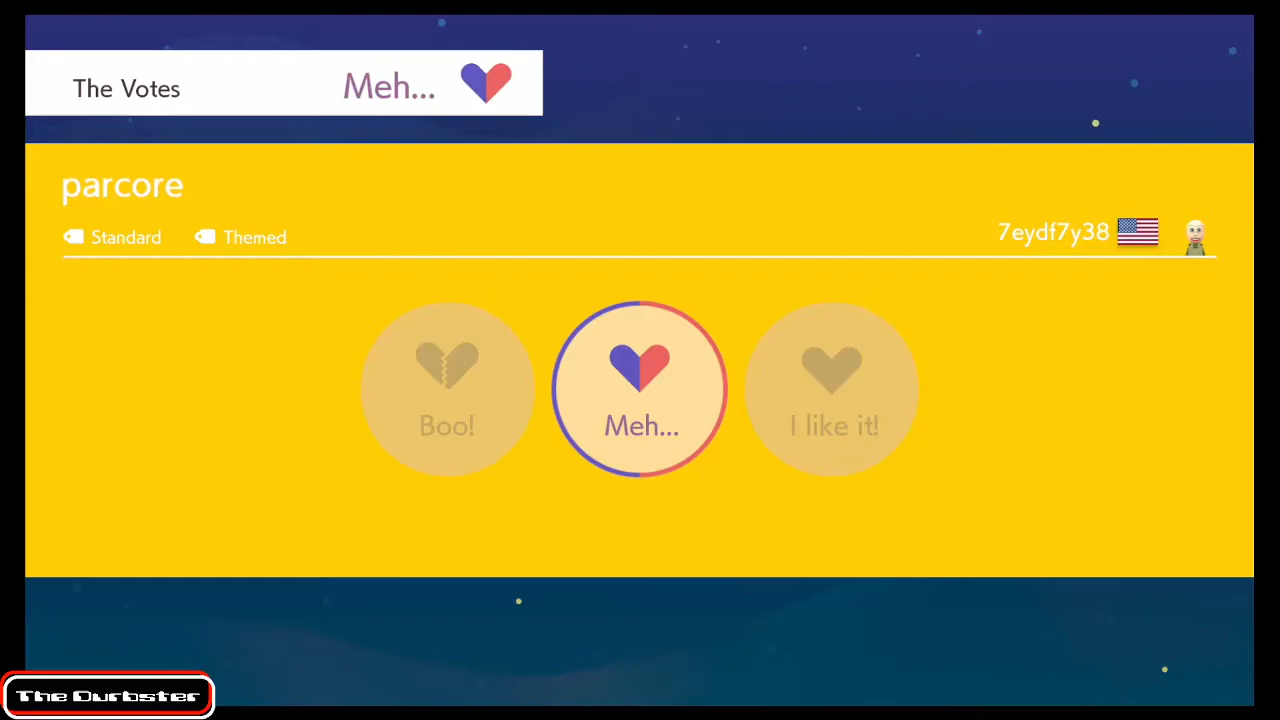 The Votes Meh...
parcore
Standard Themed 7eydf7y38
Boo! Meh... I like it!
The Durbster